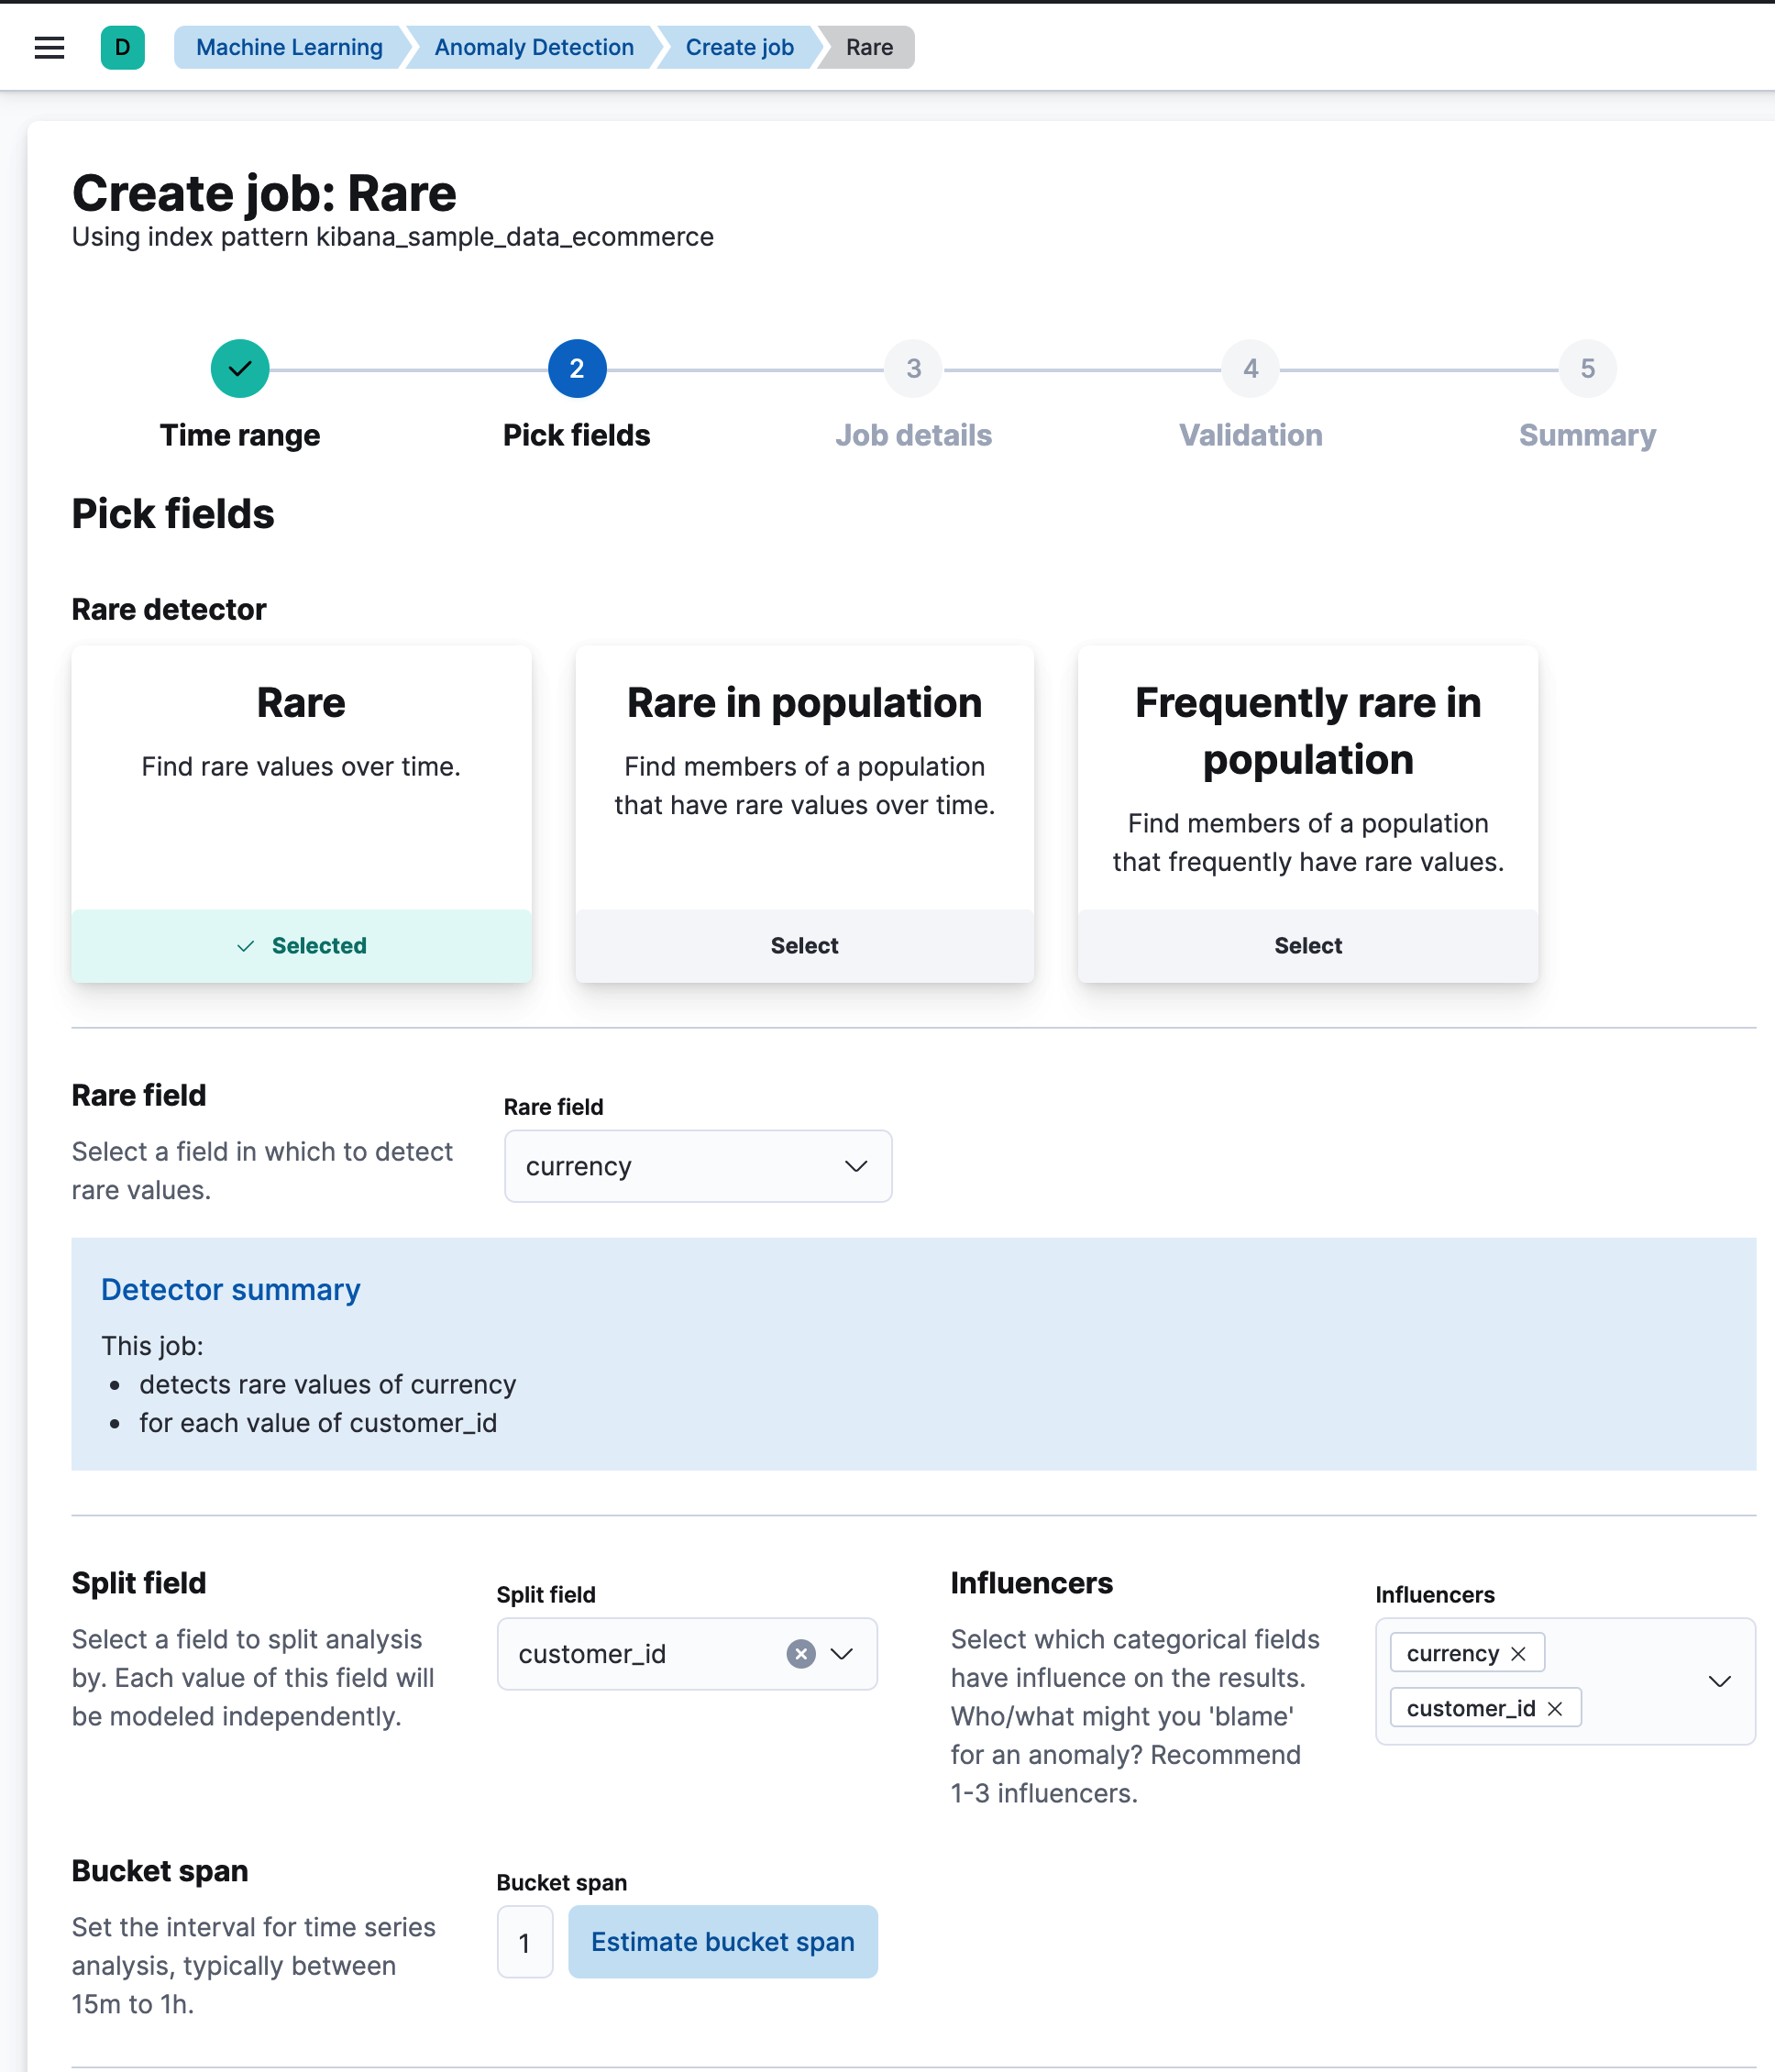 D
Machine Learning
Anomaly Detection
Create job
Rare
Create job: Rare
Using index pattern kibana_sample_data_ecommerce
2
3
4
5
Time range
Pick fields
Job details
Validation
Summary
Pick fields
Rare detector
Rare
Find rare values over time.
Selected
Rare in population
Find members of a population
that have rare values over time.
Select
Frequently rare in
population
Find members of a population
that frequently have rare values.
Select
Rare field
Select a field in which to detect
rare values.
Rare field
currency
Detector summary
This job:
• detects rare values of currency
• for each value of customer_id
Split field
Select a field to split analysis
by. Each value of this field will
be modeled independently.
Split field
customer_id
Influencers
Select which categorical fields
have influence on the results.
Who/what might you 'blame'
for an anomaly? Recommend
1-3 influencers.
Influencers
currency
customer_id
Bucket span
Set the interval for time series
analysis, typically between
15m to 1h.
Bucket span
1
Estimate bucket span